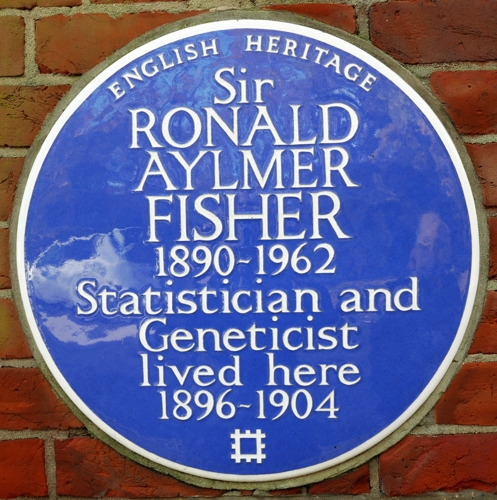 ENGLISH HERITAGE
Sir
RONALD
AYLMER
FISHER
1890-1962
Statistician and
Geneticist
lived here
1896-1904